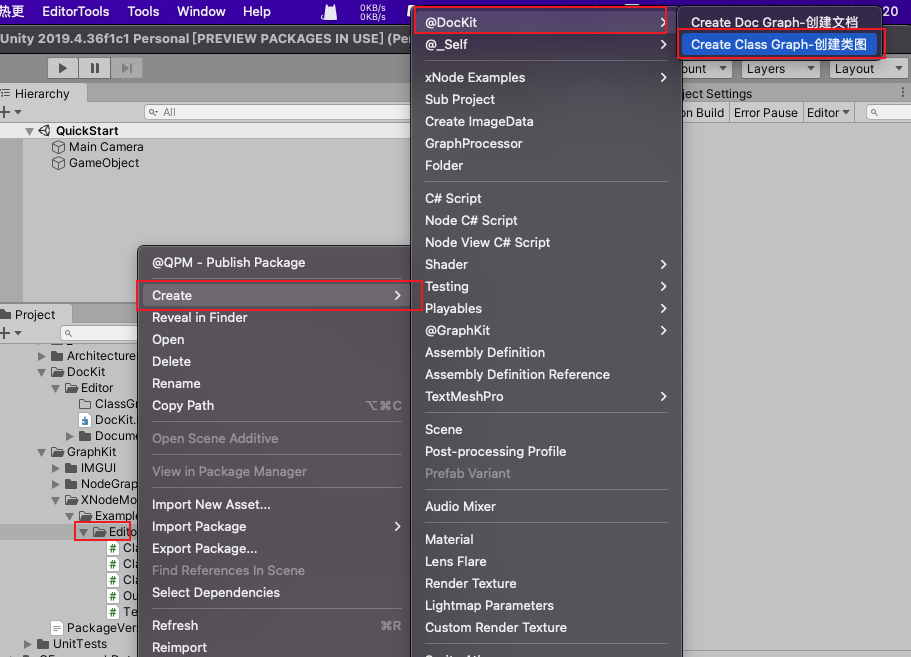 热更 EditorTools Tools Window Help 0KB/s 0KB/s 20
Unity 2019.4.36f1c1 Personal [PREVIEW PACKAGES IN USE] (Pe
Layers Layout
Hierarchy
All
QuickStart
Main Camera
GameObject
Project
Architecture
DocKit
Editor
ClassGr
DocKit.
Docume
GraphKit
IMGUI
NodeGrap
XNodeMo
Example
Edito
Cla
Cla
Cla
Ou
Te
PackageVer
UnitTests
@QPM - Publish Package
Create
Reveal in Finder
Open
Delete
Rename
Copy Path ⌥⌘C
Open Scene Additive
View in Package Manager
Import New Asset...
Import Package
Export Package...
Find References In Scene
Select Dependencies
Refresh ⌘R
Reimport
@DocKit
@_Self
xNode Examples
Sub Project
Create ImageData
GraphProcessor
Folder
C# Script
Node C# Script
Node View C# Script
Shader
Testing
Playables
@GraphKit
Assembly Definition
Assembly Definition Reference
TextMeshPro
Scene
Post-processing Profile
Prefab Variant
Audio Mixer
Material
Lens Flare
Render Texture
Lightmap Parameters
Custom Render Texture
Create Doc Graph-创建文档
Create Class Graph-创建类图
ount
ject Settings
on Build Error Pause Editor